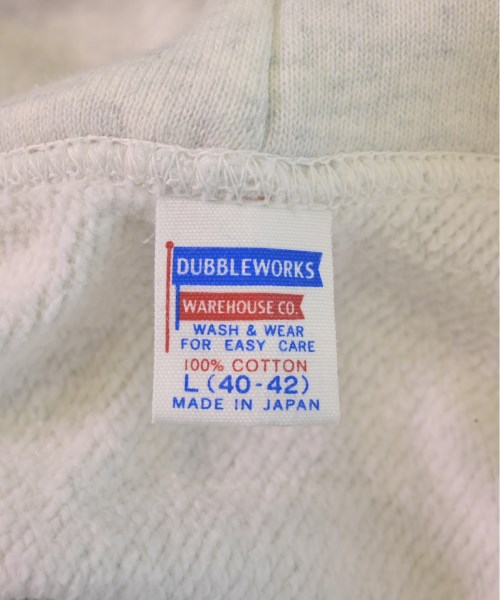 DUBBLEWORKS
WAREHOUSE CO.
WASH & WEAR
FOR EASY CARE
100% COTTON
L (40-42)
MADE IN JAPAN